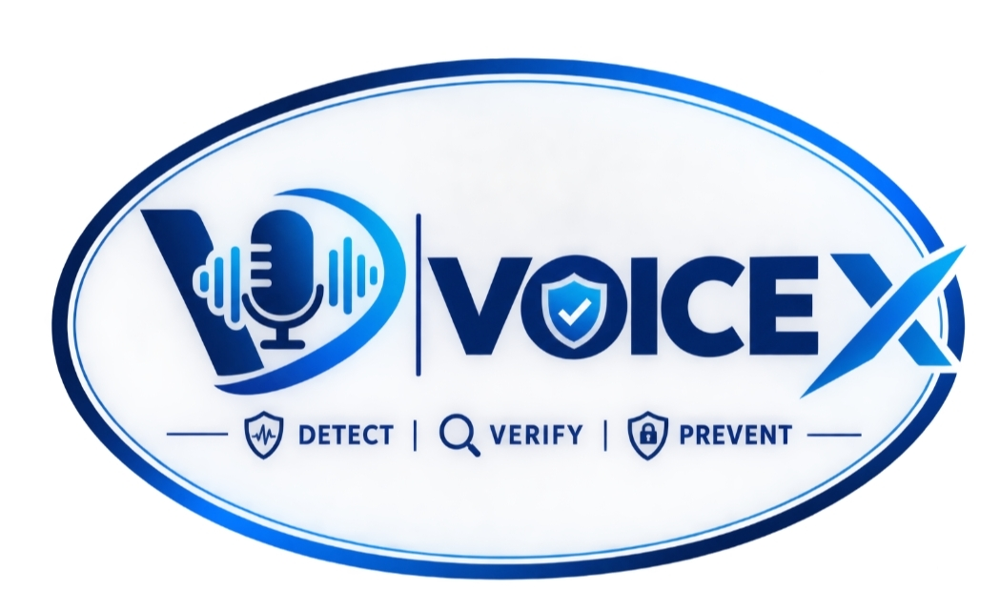 VOICEX
DETECT | VERIFY | PREVENT